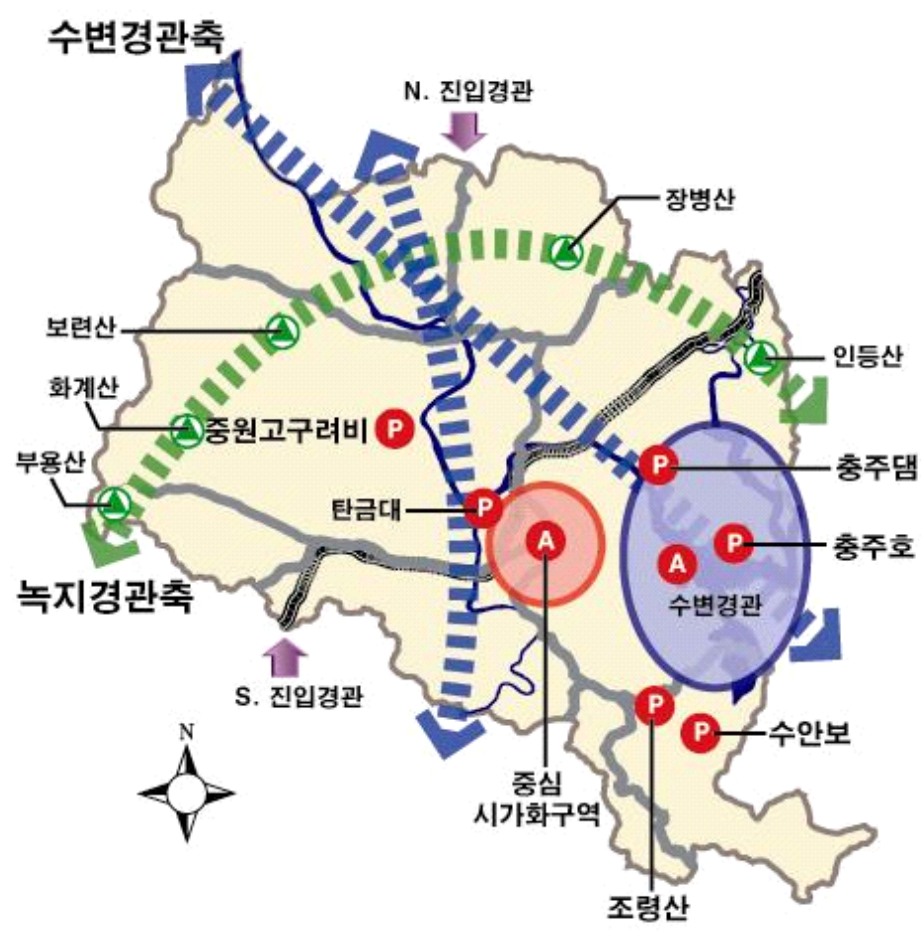 수변경관축
N. 진입경관
장병산
보련산
인등산
화계산
중원고구려비 P
부용산
P 충주댐
탄금대 P
A
P 충주호
A
수변경관
녹지경관축
S. 진입경관
P
P 수안보
N
중심
시가화구역
조령산